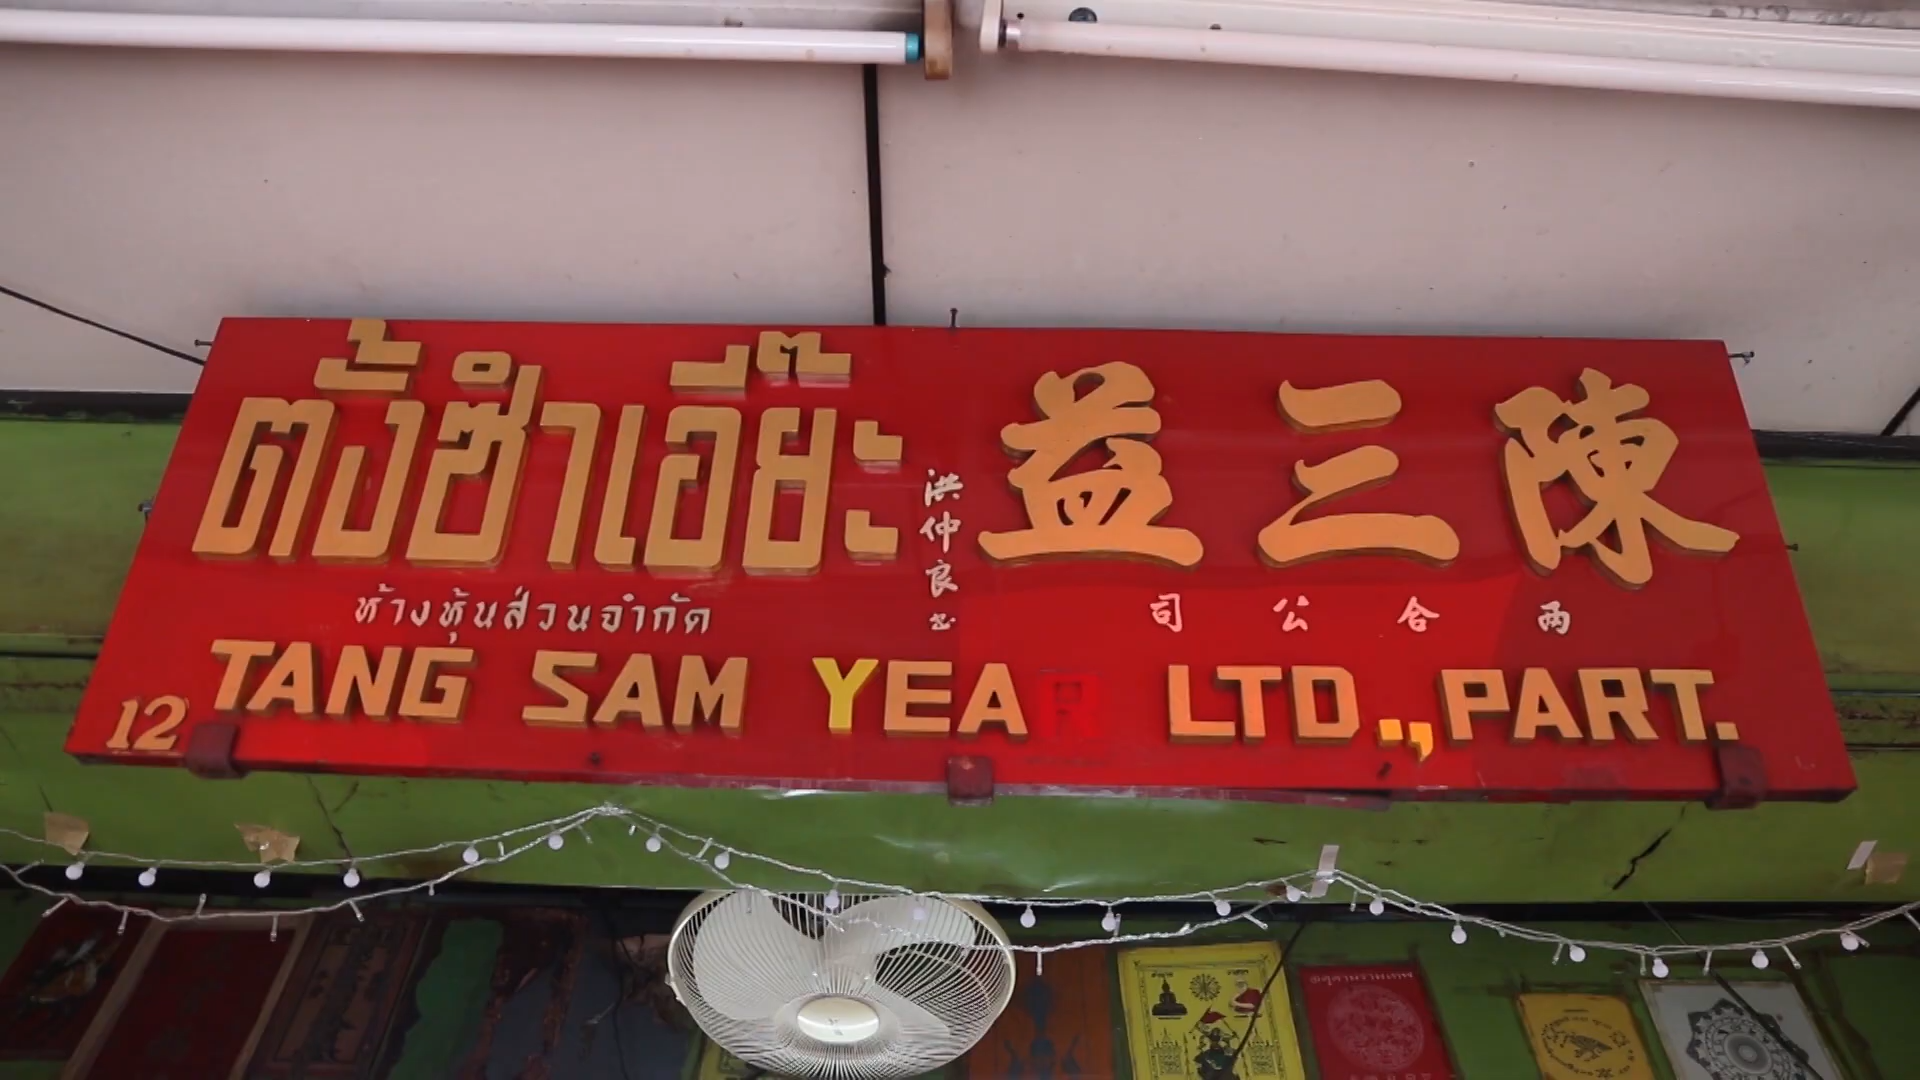 ตั้งซำเอี๊ยะ
益三陳
洪仲良書
ห้างหุ้นส่วนจำกัด
司公合兩
TANG SAM YEAR LTD., PART.
12